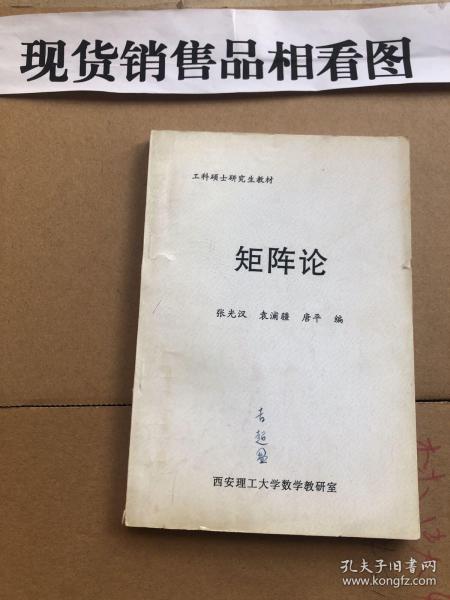 现货销售品相看图
工科硕士研究生教材
矩阵论
张光汉 袁浦疆 唐平 编
西安理工大学数学教研室
孔夫子旧书网
www.kongfz.com